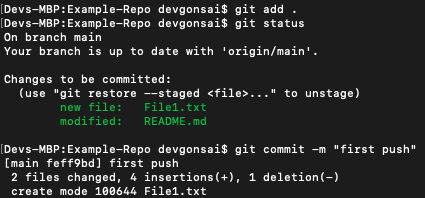 [Devs-MBP:Example-Repo devgonsai$ git add .
[Devs-MBP:Example-Repo devgonsai$ git status
On branch main
Your branch is up to date with 'origin/main'.
Changes to be committed:
(use "git restore --staged <file>..." to unstage)
new file: File1.txt
modified: README.md
[Devs-MBP:Example-Repo devgonsai$ git commit -m "first push"
[main feff9bd] first push
2 files changed, 4 insertions(+), 1 deletion(-)
create mode 100644 File1.txt